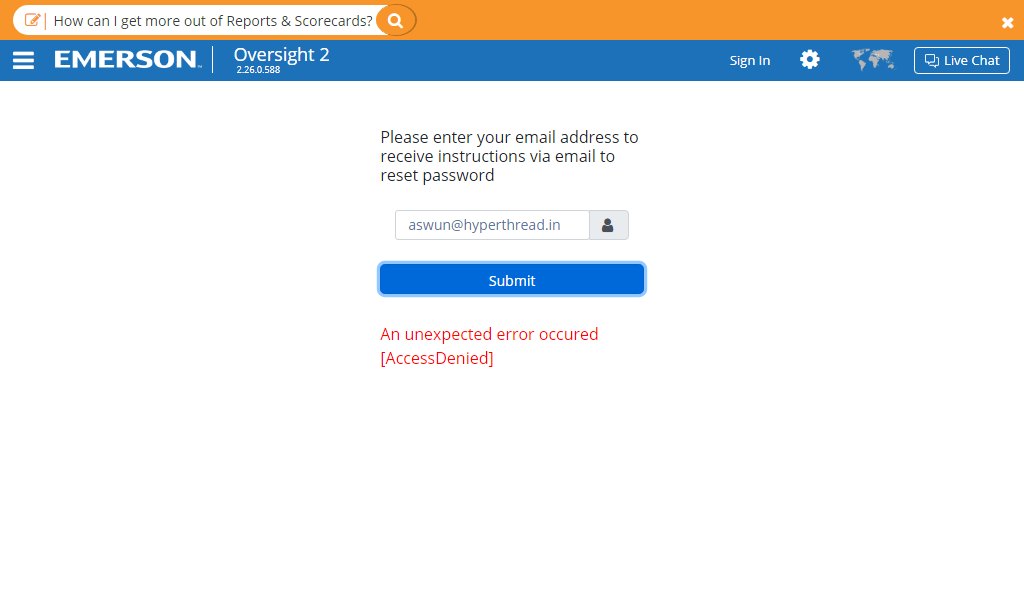 How can I get more out of Reports & Scorecards?
EMERSON
Oversight 2
2.26.0.588
Sign In
Live Chat
Please enter your email address to
receive instructions via email to
reset password
aswun@hyperthread.in
Submit
An unexpected error occured
[AccessDenied]